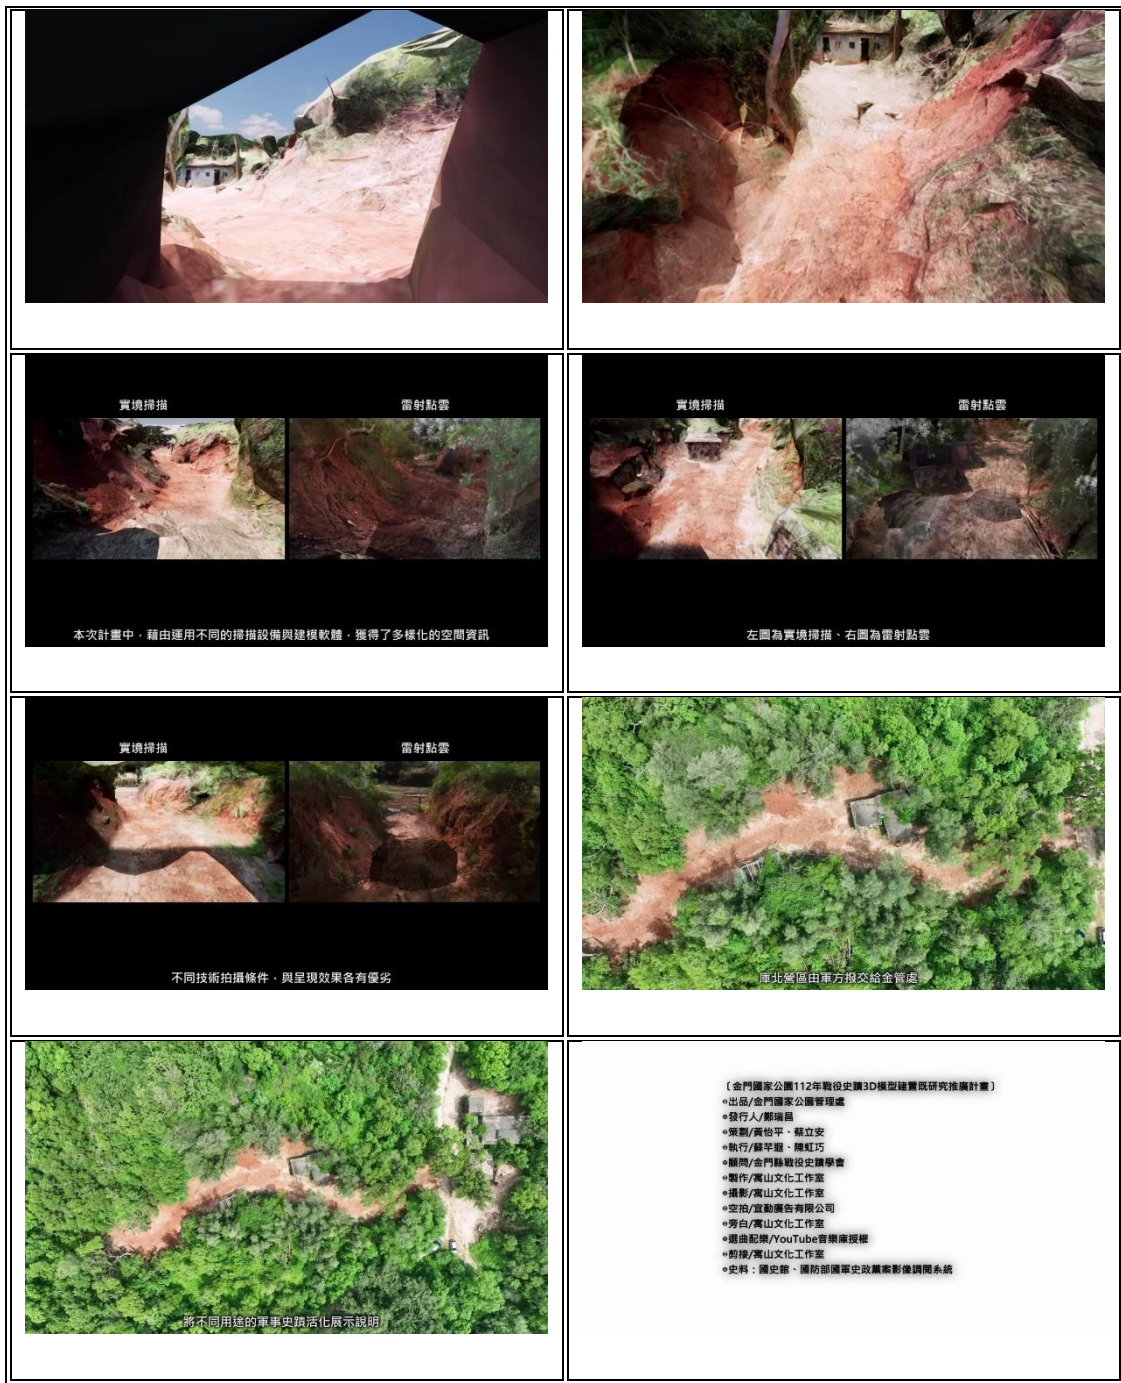 實境掃描
雷射點雲
本次計畫中，藉由運用不同的掃描設備與建模軟體，獲得了多樣化的空間資訊
實境掃描
雷射點雲
左圖為實境掃描、右圖為雷射點雲
實境掃描
雷射點雲
不同技術拍攝條件，與呈現效果各有優劣
庫北營區由軍方撥交給金管處
將不同用途的軍事史蹟活化展示說明
〔金門國家公園112年戰役史蹟3D模型建置既研究推廣計畫〕
出品/金門國家公園管理處
發行人/鄭瑞昌
策劃/黃怡平、蔡立安
執行/蘇芊遐、陳虹巧
顧問/金門縣戰役史蹟學會
製作/寓山文化工作室
攝影/寓山文化工作室
空拍/宜勤廣告有限公司
旁白/寓山文化工作室
選曲配樂/YouTube音樂庫授權
剪接/寓山文化工作室
史料：國史館、國防部國軍史政檔案影像調閱系統